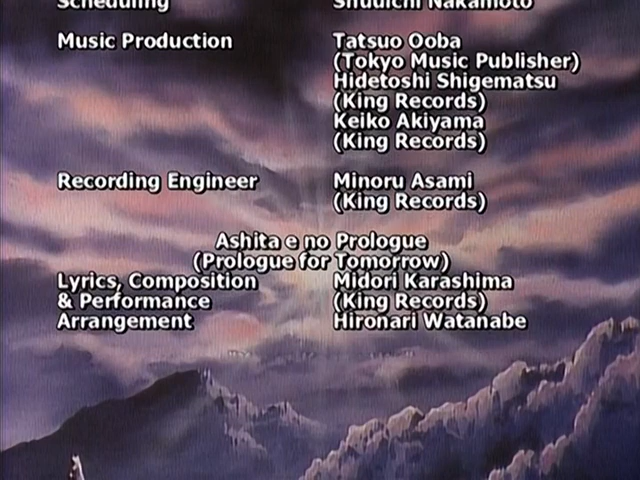 Scheduling Shuuichi Nakamoto
Music Production Tatsuo Ooba
(Tokyo Music Publisher)
Hidetoshi Shigematsu
(King Records)
Keiko Akiyama
(King Records)
Recording Engineer Minoru Asami
(King Records)
Ashita e no Prologue
(Prologue for Tomorrow)
Lyrics, Composition Midori Karashima
& Performance (King Records)
Arrangement Hironari Watanabe